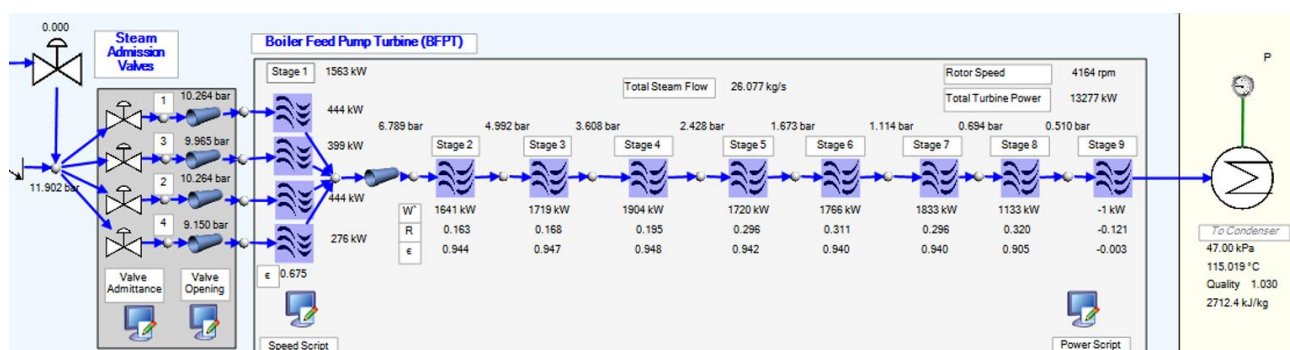 0.000
Steam
Admission
Valves
Boiler Feed Pump Turbine (BFPT)
P
Stage 1 1563 kW
Total Steam Flow 26.077 kg/s
Rotor Speed 4164 rpm
Total Turbine Power 13277 kW
1 10.264 bar
444 kW
6.789 bar 4.992 bar 3.608 bar 2.428 bar 1.673 bar 1.114 bar 0.694 bar 0.510 bar
3 9.965 bar
399 kW
Stage 2 Stage 3 Stage 4 Stage 5 Stage 6 Stage 7 Stage 8 Stage 9
11.902 bar
2 10.264 bar
444 kW
W` 1641 kW 1719 kW 1904 kW 1720 kW 1766 kW 1833 kW 1133 kW -1 kW
R 0.163 0.168 0.195 0.296 0.311 0.296 0.320 -0.121
є 0.944 0.947 0.948 0.942 0.940 0.940 0.905 -0.003
4 9.150 bar
276 kW
To Condenser
47.00 kPa
115.019 °C
Quality 1.030
2712.4 kJ/kg
Valve
Admittance
Valve
Opening
є 0.675
Speed Script
Power Script